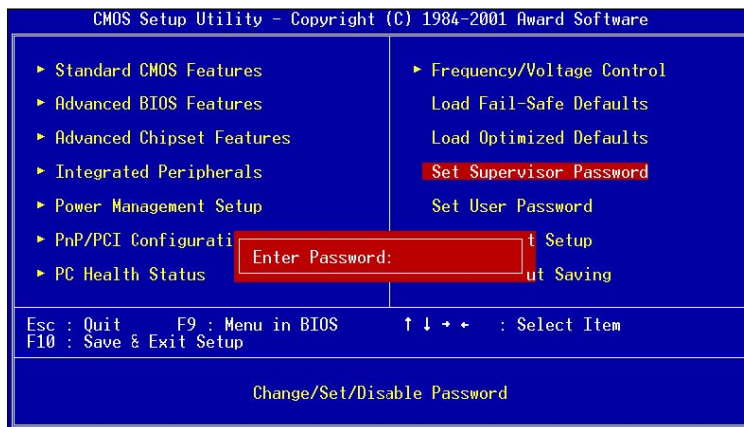 CMOS Setup Utility - Copyright (C) 1984-2001 Award Software
▶ Standard CMOS Features
▶ Advanced BIOS Features
▶ Advanced Chipset Features
▶ Integrated Peripherals
▶ Power Management Setup
▶ PnP/PCI Configurati
▶ PC Health Status
▶ Frequency/Voltage Control
Load Fail-Safe Defaults
Load Optimized Defaults
Set Supervisor Password
Set User Password
t Setup
ut Saving
Enter Password:
Esc : Quit F9 : Menu in BIOS ↑ ↓ → ← : Select Item
F10 : Save & Exit Setup
Change/Set/Disable Password